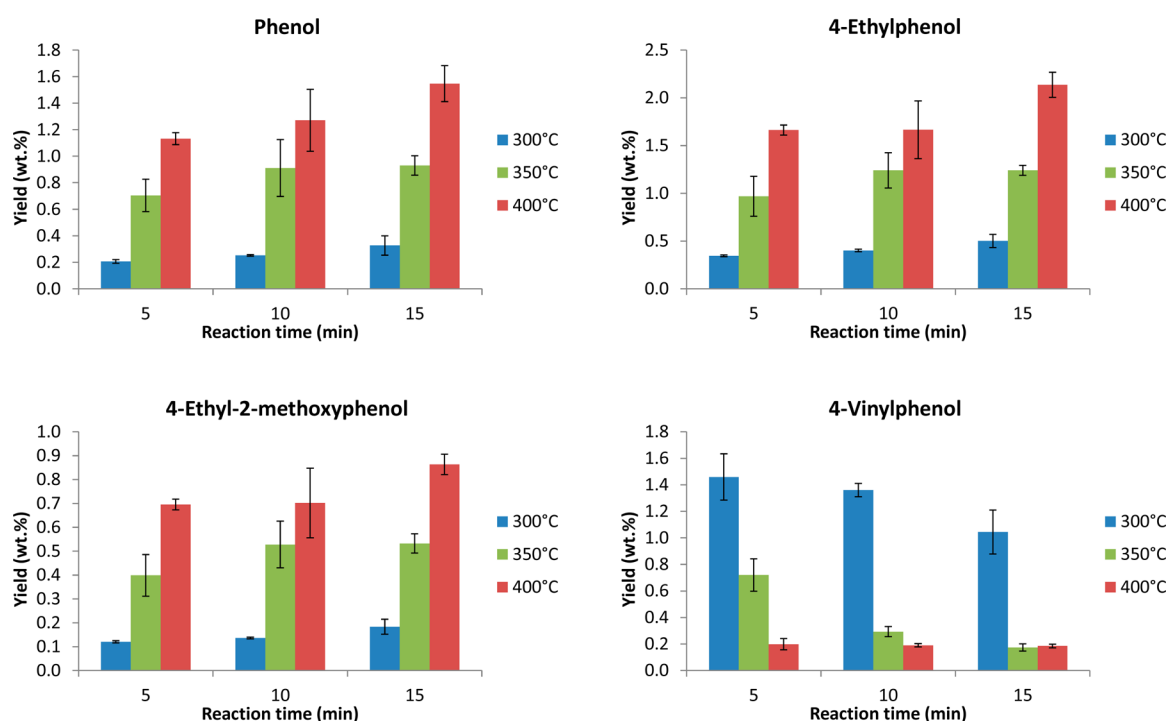 Phenol
Yield (wt.%)
1.8
1.6
1.4
1.2
1.0
0.8
0.6
0.4
0.2
0.0
5
10
15
Reaction time (min)
300°C
350°C
400°C
4-Ethylphenol
Yield (wt.%)
2.5
2.0
1.5
1.0
0.5
0.0
5
10
15
Reaction time (min)
300°C
350°C
400°C
4-Ethyl-2-methoxyphenol
Yield (wt.%)
1.0
0.9
0.8
0.7
0.6
0.5
0.4
0.3
0.2
0.1
0.0
5
10
15
Reaction time (min)
300°C
350°C
400°C
4-Vinylphenol
Yield (wt.%)
1.8
1.6
1.4
1.2
1.0
0.8
0.6
0.4
0.2
0.0
5
10
15
Reaction time (min)
300°C
350°C
400°C